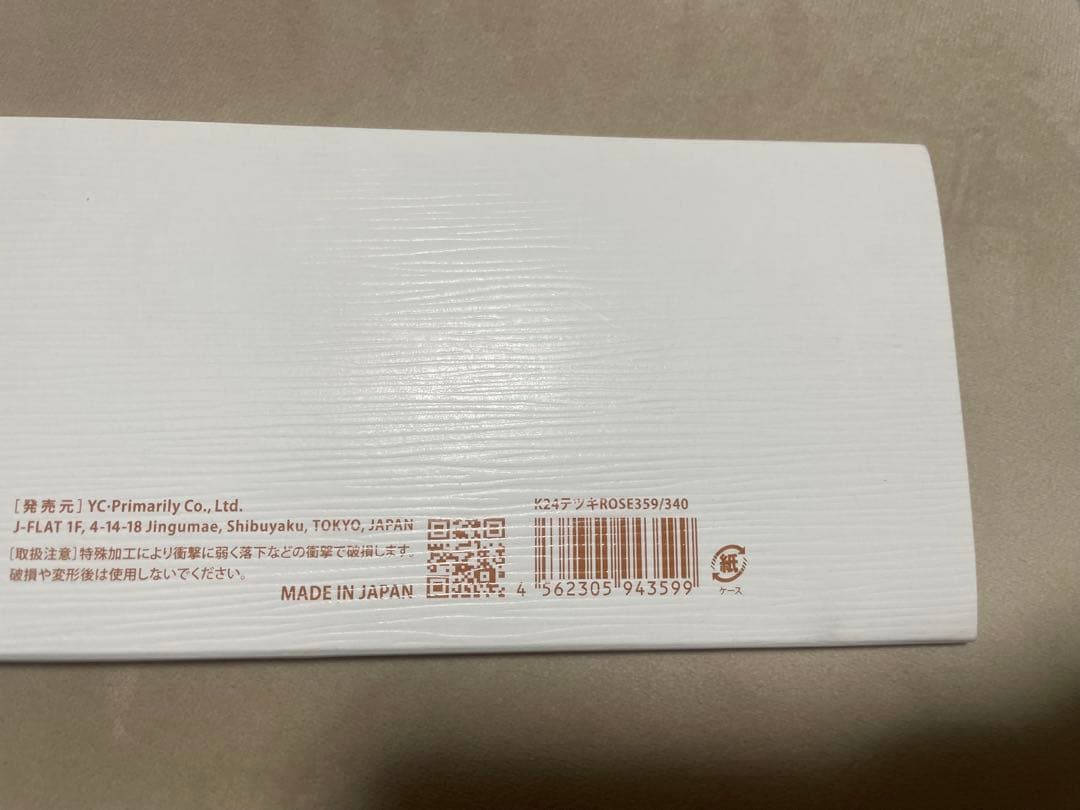 [発売元] YC·Primarily Co., Ltd.
J-FLAT 1F, 4-14-18 Jingumae, Shibuyaku, TOKYO, JAPAN
[取扱注意] 特殊加工により衝撃に弱く落下などの衝撃で破損します。
破損や変形後は使用しないでください。
MADE IN JAPAN
K24テツキROSE359/340
4 562305 943599
紙
ケース